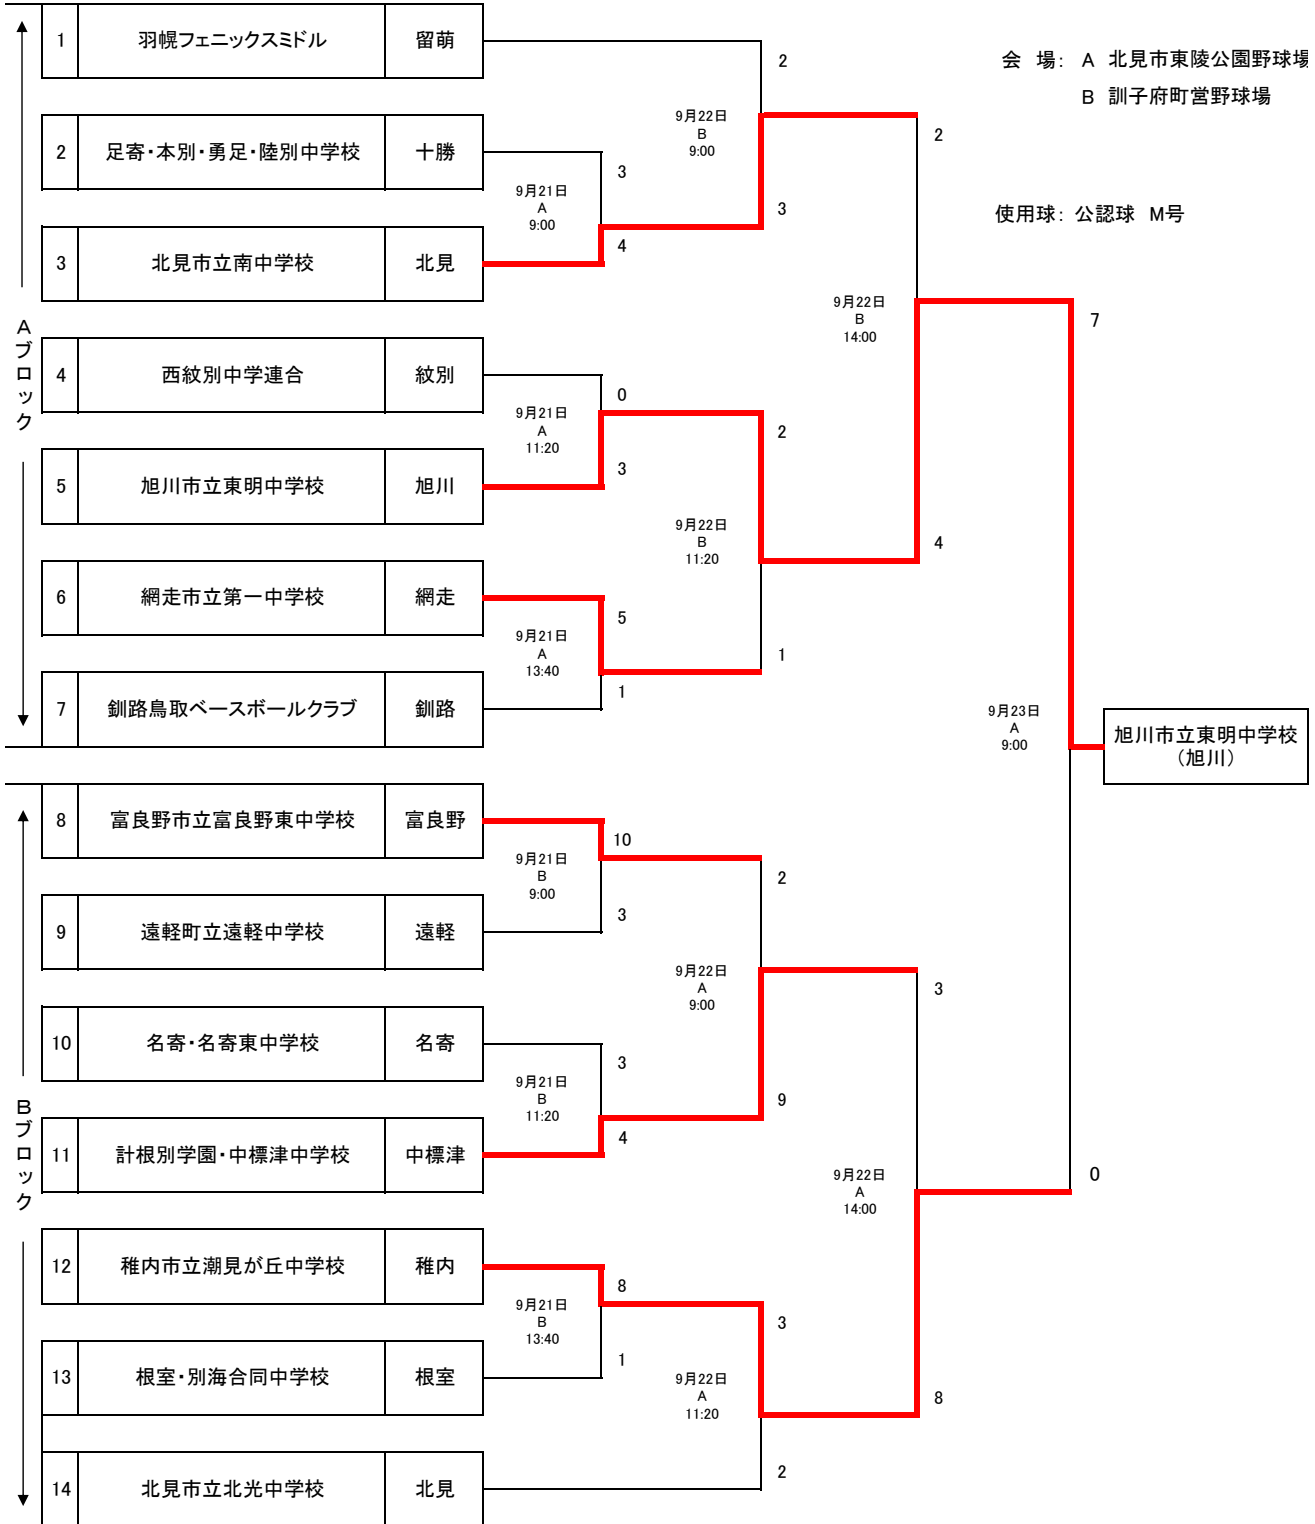 会 場: A 北見市東陵公園野球場
B 訓子府町営野球場
使用球: 公認球 M号
Aブロック
1 羽幌フェニックスミドル 留萌
2 足寄・本別・勇足・陸別中学校 十勝
3 北見市立南中学校 北見
4 西紋別中学連合 紋別
5 旭川市立東明中学校 旭川
6 網走市立第一中学校 網走
7 釧路鳥取ベースボールクラブ 釧路
Bブロック
8 富良野市立富良野東中学校 富良野
9 遠軽町立遠軽中学校 遠軽
10 名寄・名寄東中学校 名寄
11 計根別学園・中標津中学校 中標津
12 稚内市立潮見が丘中学校 稚内
13 根室・別海合同中学校 根室
14 北見市立北光中学校 北見
9月21日
A
9:00
3
4
9月21日
A
11:20
0
3
9月21日
A
13:40
5
1
9月21日
B
9:00
10
3
9月21日
B
11:20
3
4
9月21日
B
13:40
8
1
9月22日
B
9:00
2
3
9月22日
B
11:20
2
1
9月22日
A
9:00
2
9
9月22日
A
11:20
3
2
9月22日
B
14:00
2
4
9月22日
A
14:00
3
8
9月23日
A
9:00
7
0
旭川市立東明中学校
(旭川)